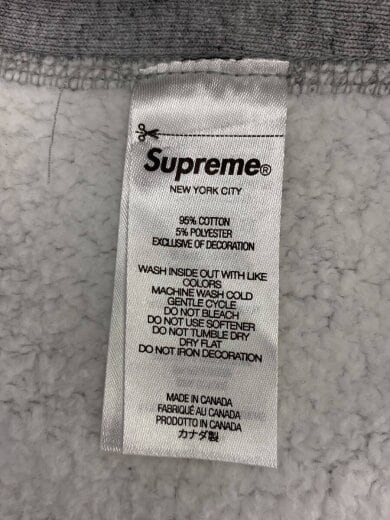 Supreme®
NEW YORK CITY
95% COTTON
5% POLYESTER
EXCLUSIVE OF DECORATION
WASH INSIDE OUT WITH LIKE
COLORS
MACHINE WASH COLD
GENTLE CYCLE
DO NOT BLEACH
DO NOT USE SOFTENER
DO NOT TUMBLE DRY
DRY FLAT
DO NOT IRON DECORATION
MADE IN CANADA
FABRIQUÉ AU CANADA
PRODOTTO IN CANADA
カナダ製